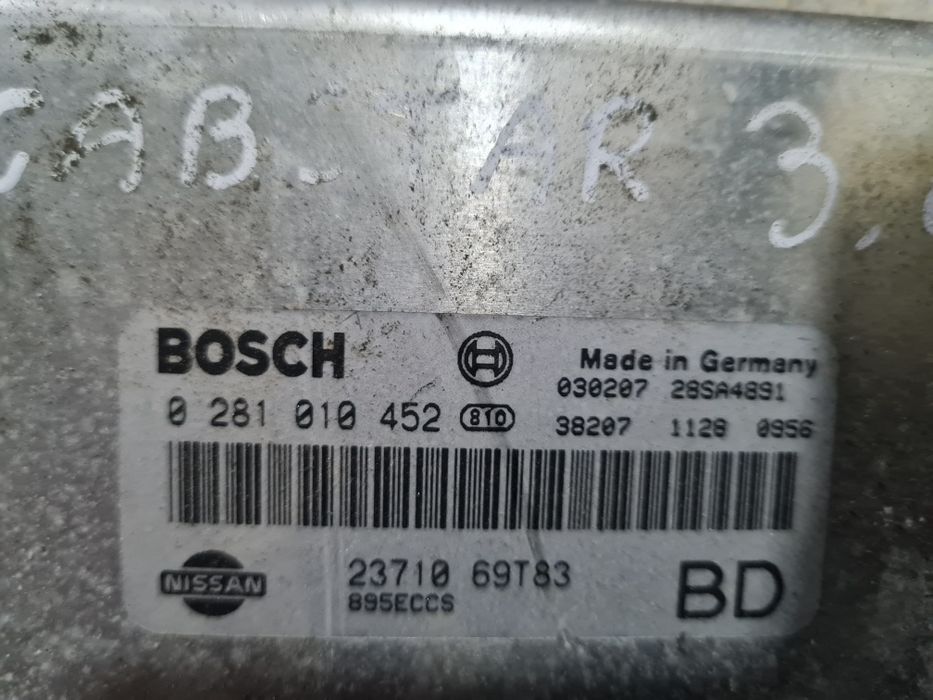 CAB AR 3.
BOSCH
Made in Germany
030207 28SA4891
0 281 010 452 810
38207 1128 0956
NISSAN
23710 69T83
895ECCS
BD